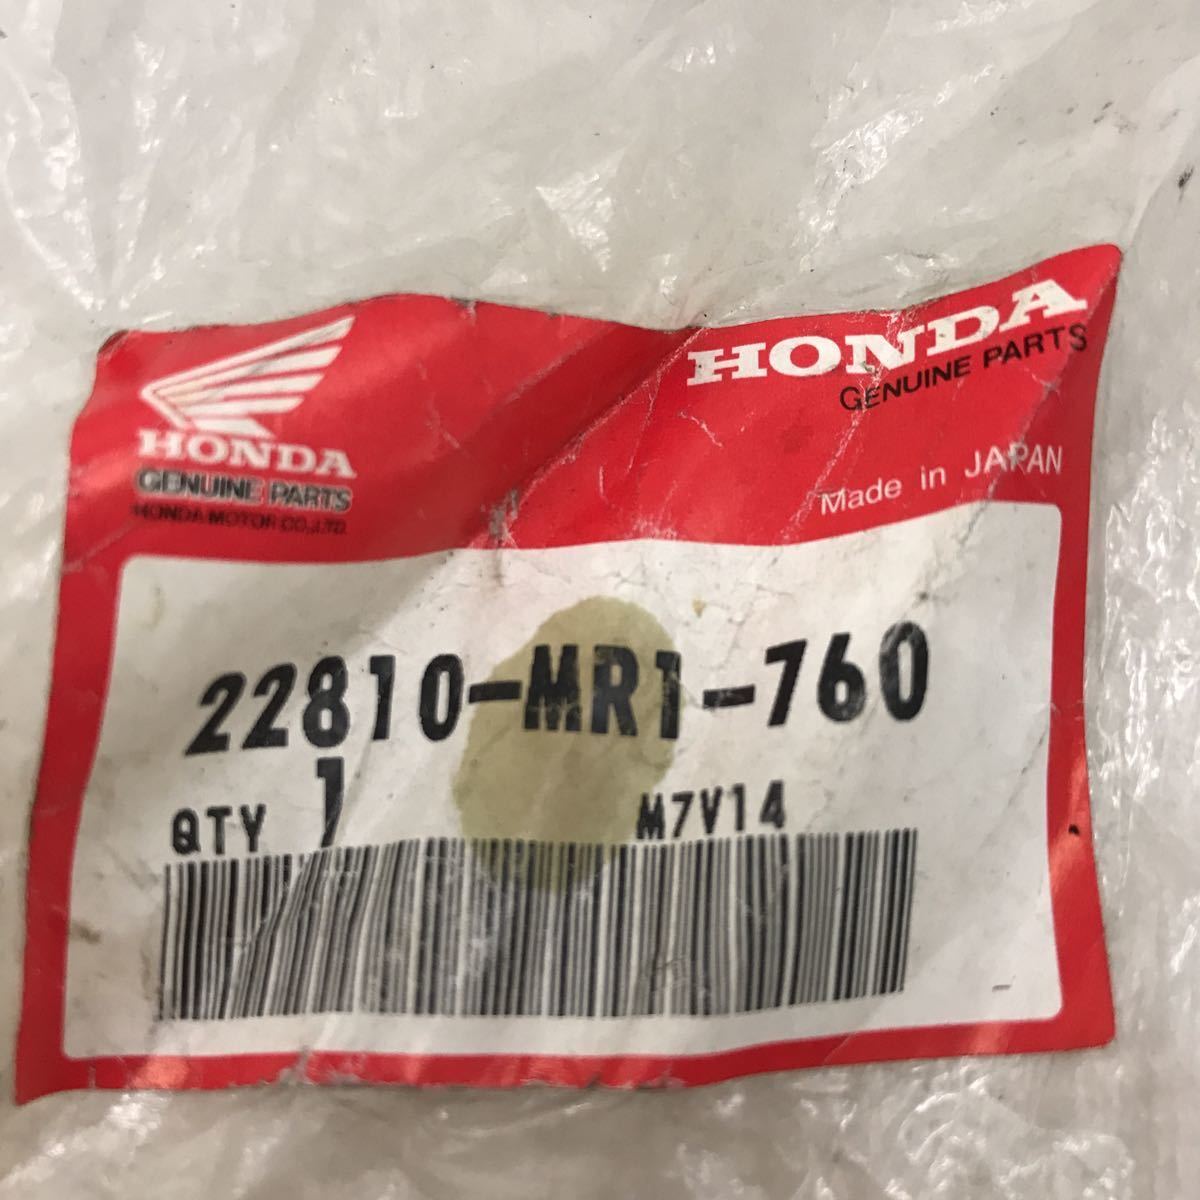 HONDA
GENUINE PARTS
HONDA MOTOR CO.,LTD.
HONDA
GENUINE PARTS
Made in JAPAN
22810-MR1-760
QTY 1 M7V14